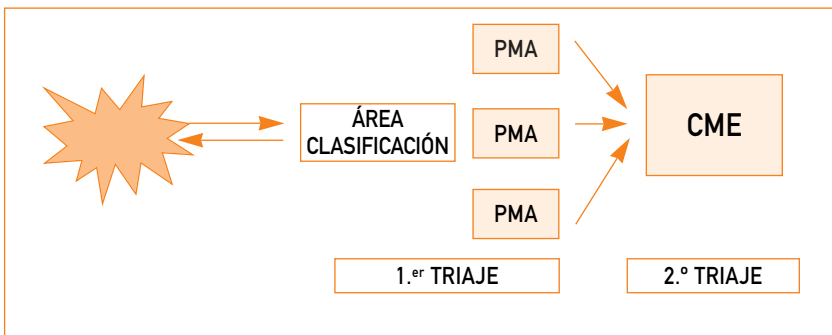 PMA
ÁREA
CLASIFICACIÓN
PMA
CME
PMA
1.er TRIAJE
2.º TRIAJE